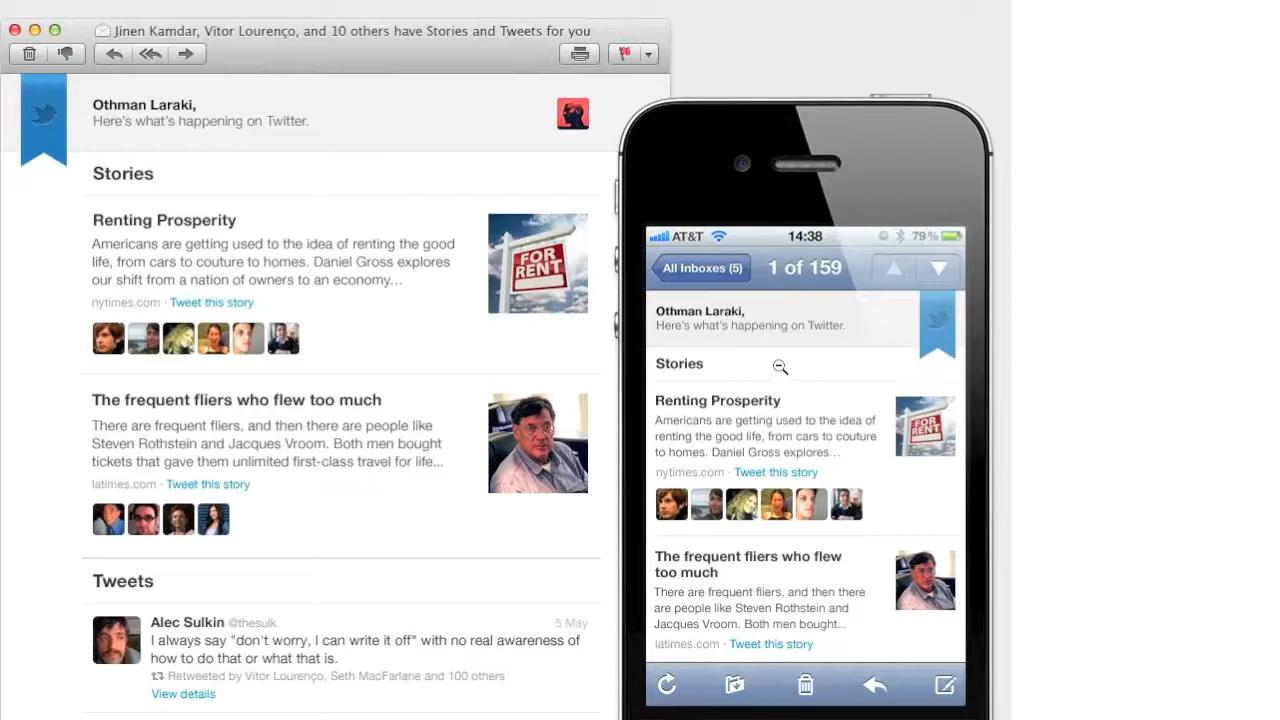 Jinen Kamdar, Vitor Lourenço, and 10 others have Stories and Tweets for you
Othman Laraki,
Here's what's happening on Twitter.
Stories
Renting Prosperity
Americans are getting used to the idea of renting the good
life, from cars to couture to homes. Daniel Gross explores
our shift from a nation of owners to an economy…
nytimes.com · Tweet this story
FOR
RENT
The frequent fliers who flew too much
There are frequent fliers, and then there are people like
Steven Rothstein and Jacques Vroom. Both men bought
tickets that gave them unlimited first-class travel for life...
latimes.com · Tweet this story
Tweets
Alec Sulkin @thesulk 5 May
I always say "don't worry, I can write it off" with no real awareness of
how to do that or what that is.
Retweeted by Vitor Lourenço, Seth MacFarlane and 100 others
View details
AT&T 14:38 79%
All Inboxes (5) 1 of 159
Othman Laraki,
Here's what's happening on Twitter.
Stories
Renting Prosperity
Americans are getting used to the idea of
renting the good life, from cars to couture
to homes. Daniel Gross explores…
nytimes.com · Tweet this story
FOR
RENT
The frequent fliers who flew
too much
There are frequent fliers, and then there
are people like Steven Rothstein and
Jacques Vroom. Both men bought...
latimes.com · Tweet this story